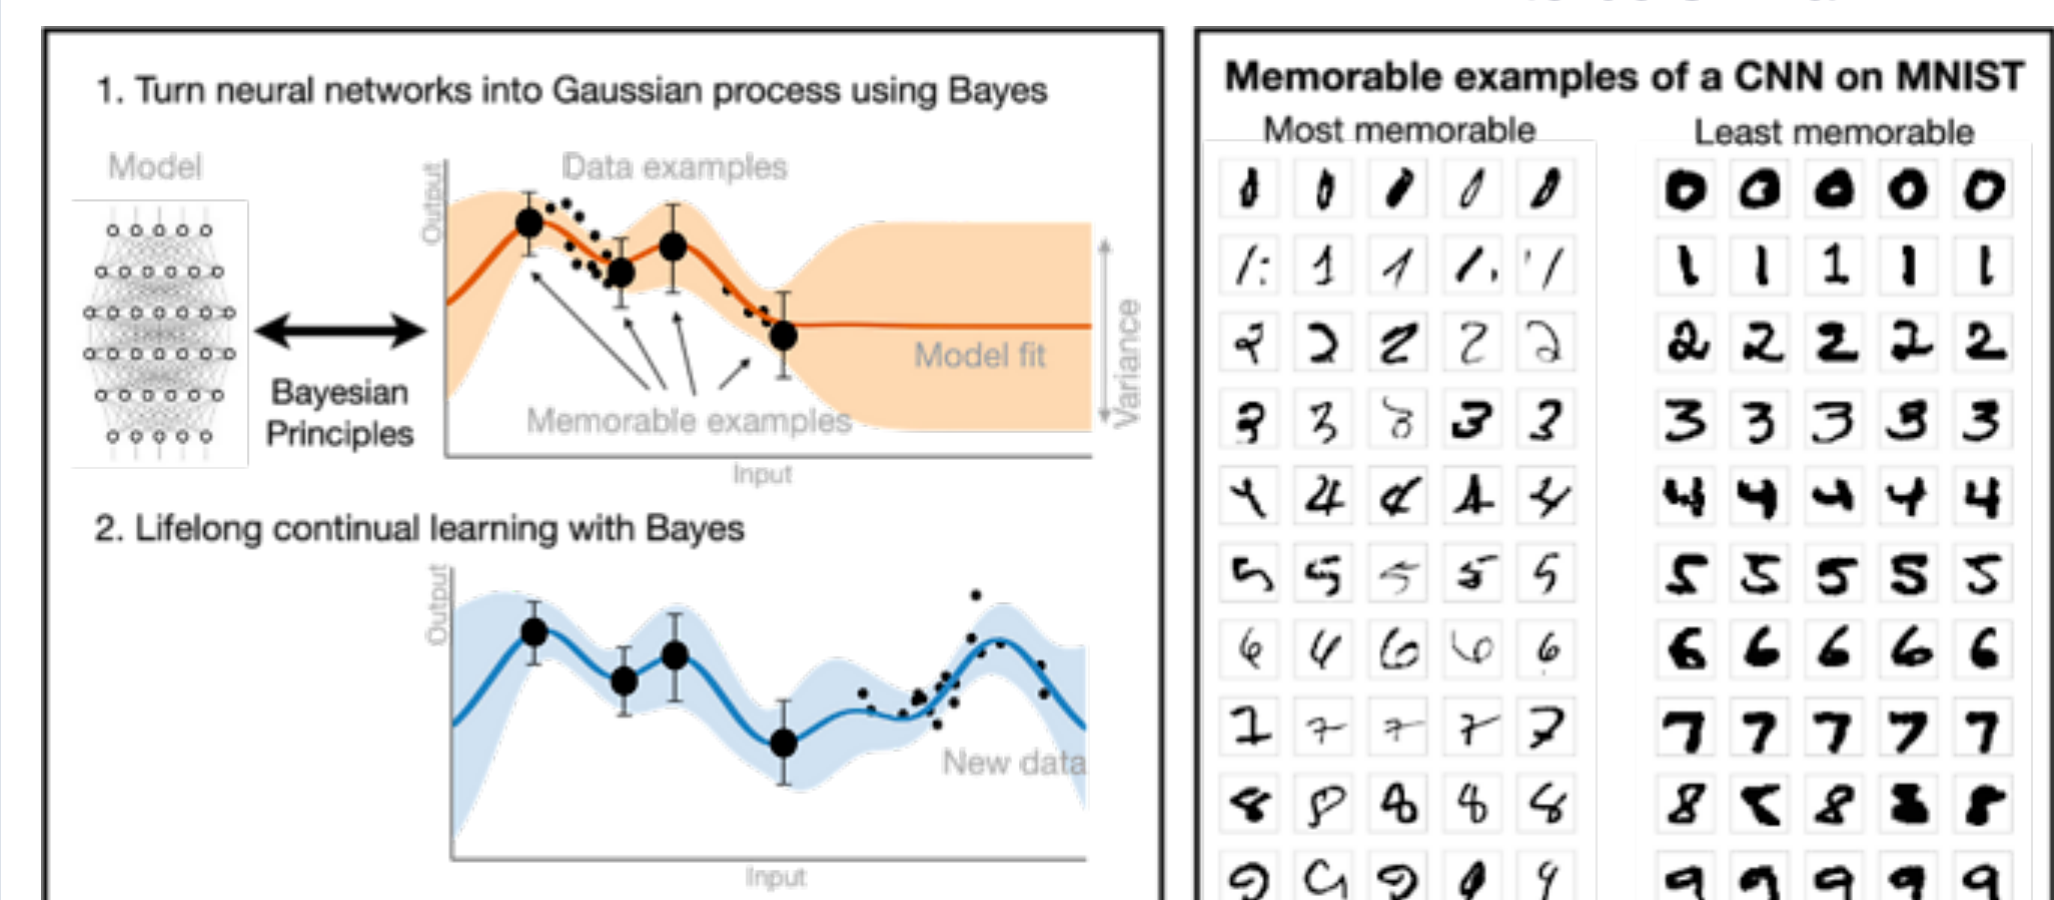 1. Turn neural networks into Gaussian process using Bayes
Model
Output
Data examples
Bayesian
Principles
Memorable examples
Model fit
Variance
Input
2. Lifelong continual learning with Bayes
Output
New data
Input
Memorable examples of a CNN on MNIST
Most memorable
Least memorable